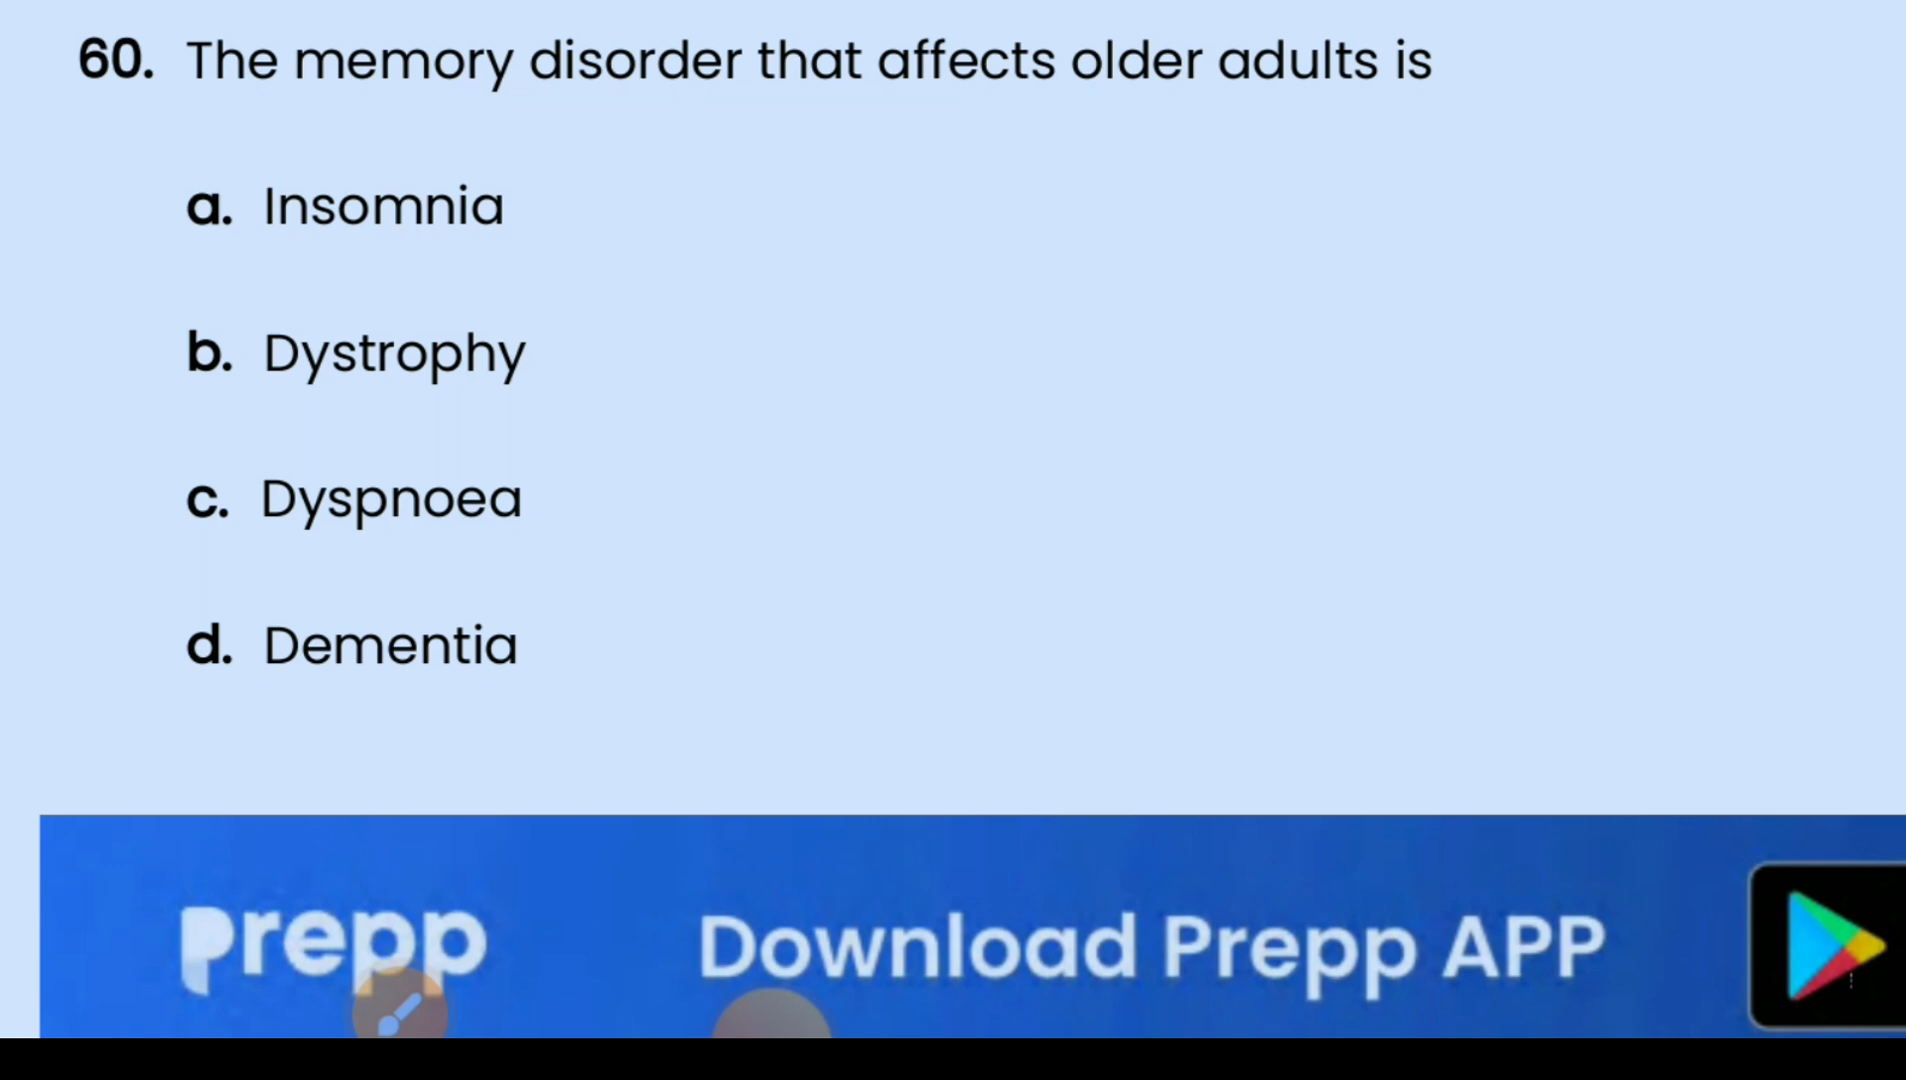 60. The memory disorder that affects older adults is
a. Insomnia
b. Dystrophy
c. Dyspnoea
d. Dementia
prepp Download Prepp APP